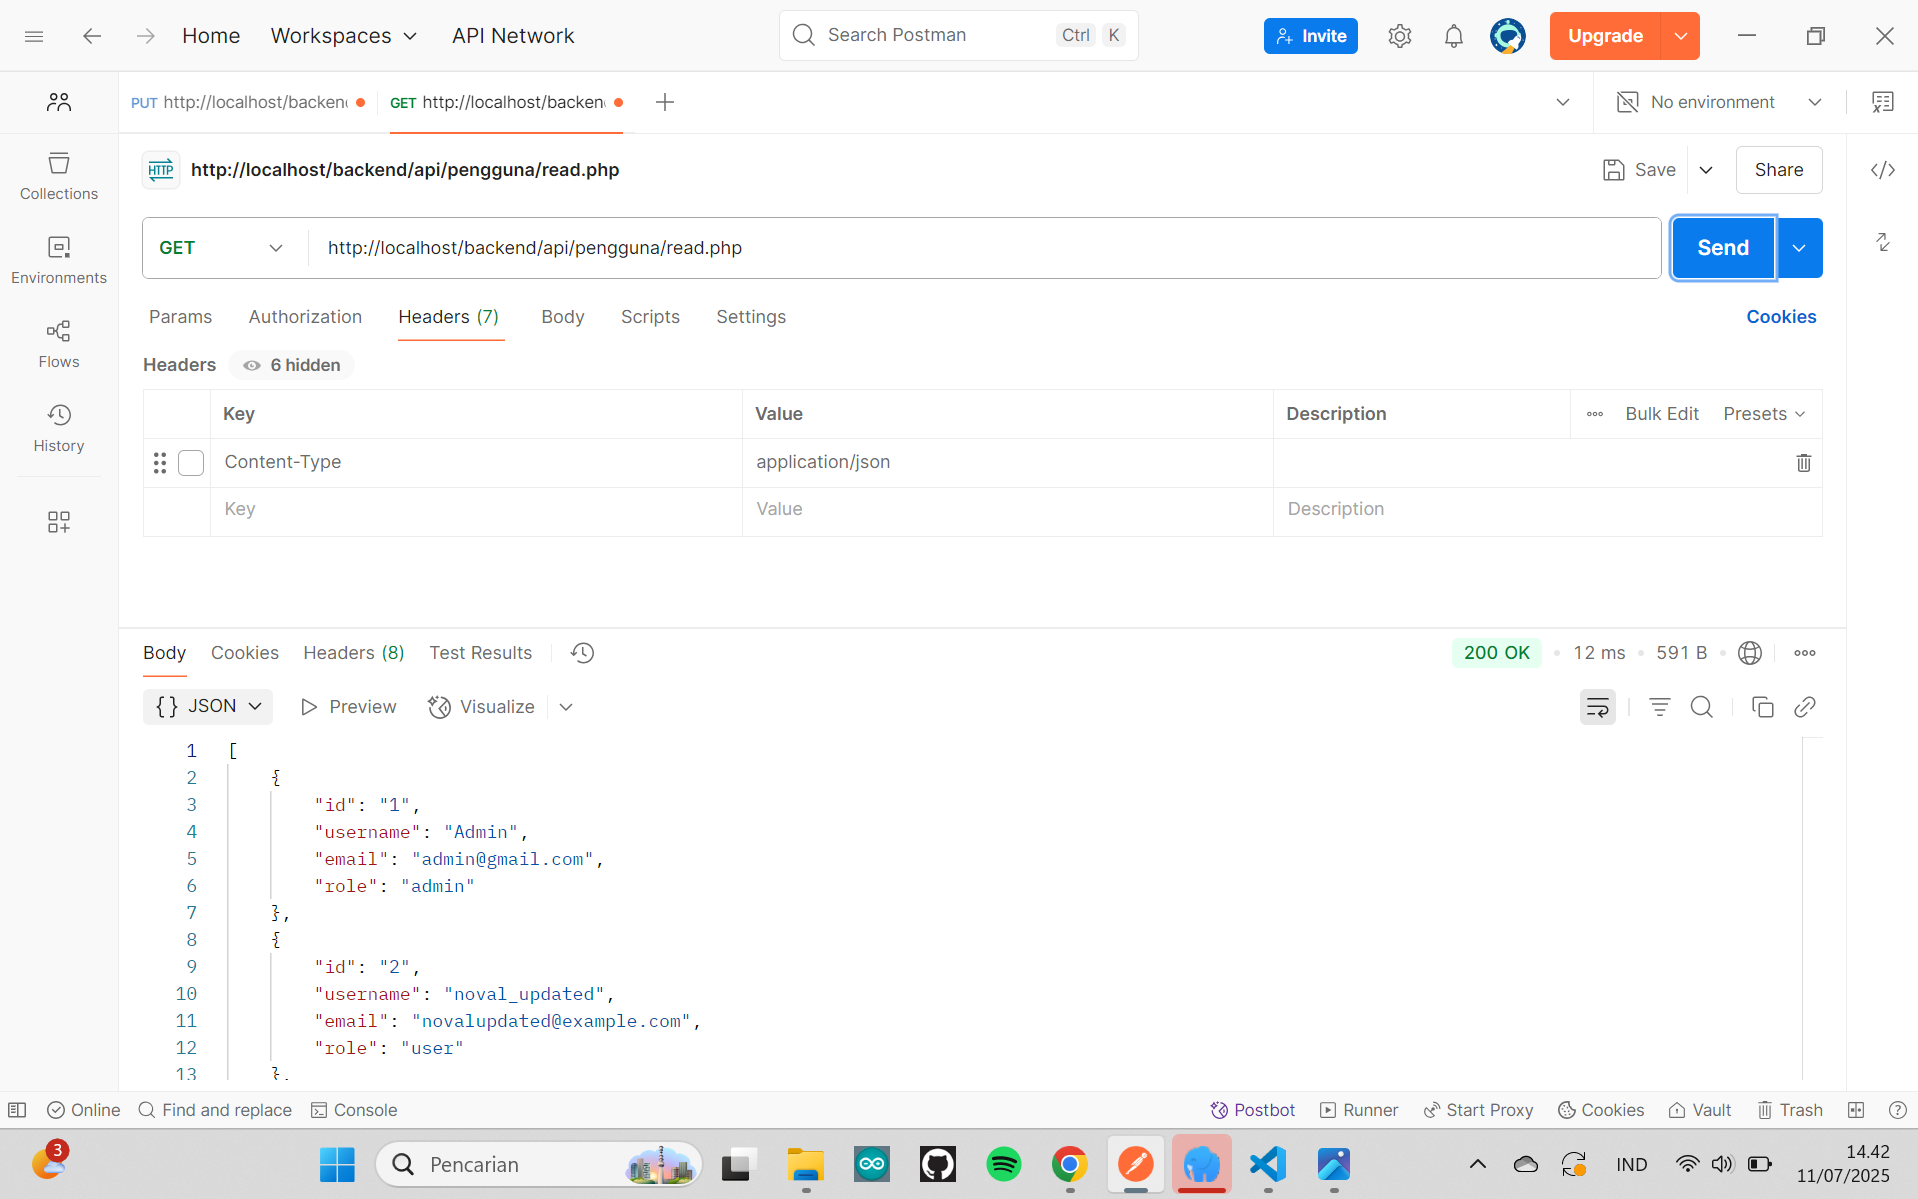 Home Workspaces API Network Search Postman Ctrl K Invite Upgrade
PUT http://localhost/backen GET http://localhost/backen No environment
HTTP http://localhost/backend/api/pengguna/read.php Save Share
Collections
GET http://localhost/backend/api/pengguna/read.php Send
Environments
Params Authorization Headers (7) Body Scripts Settings Cookies
Flows
Headers 6 hidden
Key Value Description Bulk Edit Presets
History
Content-Type application/json
Key Value Description
Body Cookies Headers (8) Test Results 200 OK 12 ms 591 B
{} JSON Preview Visualize
1 [
2 {
3 "id": "1",
4 "username": "Admin",
5 "email": "admin@gmail.com",
6 "role": "admin"
7 },
8 {
9 "id": "2",
10 "username": "noval_updated",
11 "email": "novalupdated@example.com",
12 "role": "user"
13 },
Online Find and replace Console Postbot Runner Start Proxy Cookies Vault Trash
3 Pencarian IND 14.42
11/07/2025